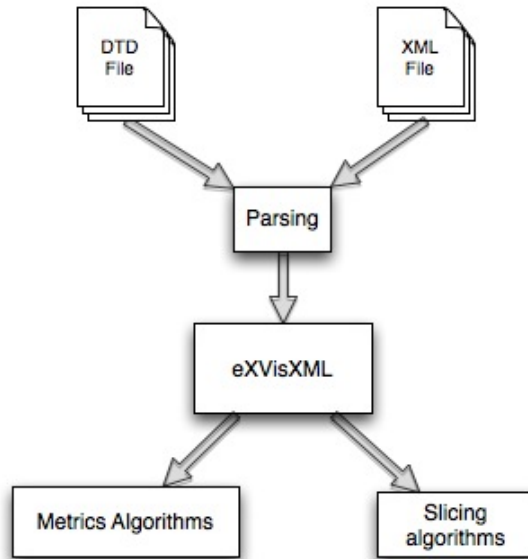 DTD
File
XML
File
Parsing
eXVisXML
Metrics Algorithms
Slicing
algorithms